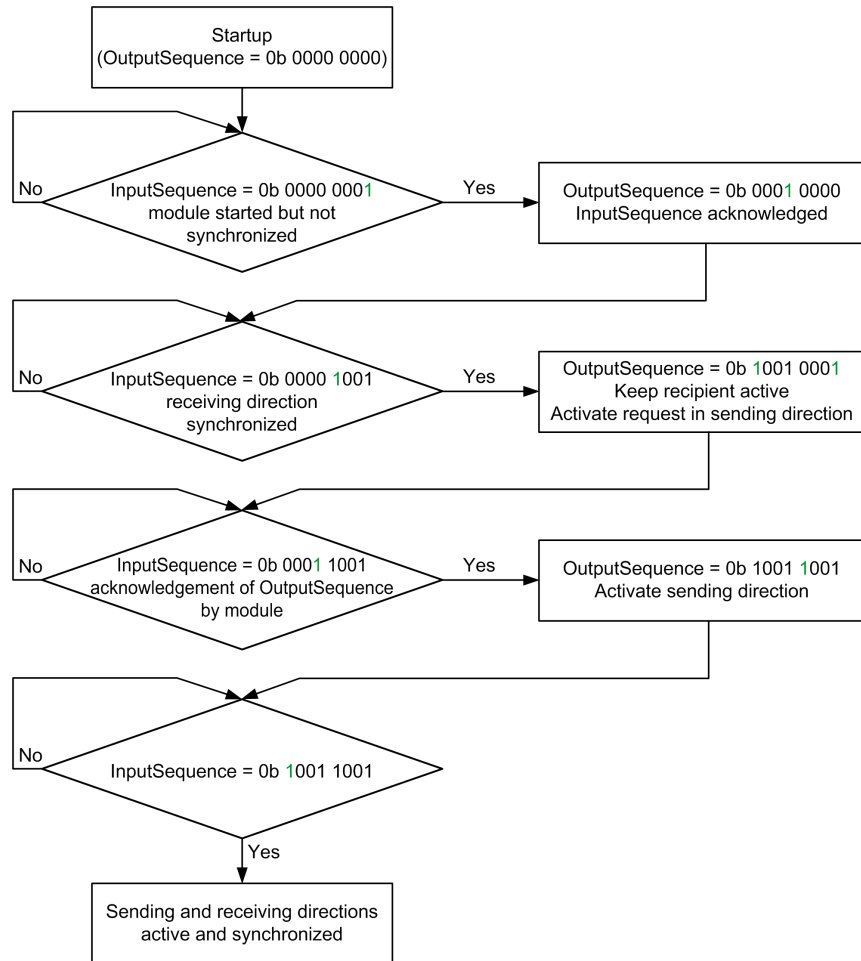 Startup
(OutputSequence = 0b 0000 0000)
No
InputSequence = 0b 0000 0001
module started but not
synchronized
Yes
OutputSequence = 0b 0001 0000
InputSequence acknowledged
No
InputSequence = 0b 0000 1001
receiving direction
synchronized
Yes
OutputSequence = 0b 1001 0001
Keep recipient active
Activate request in sending direction
No
InputSequence = 0b 0001 1001
acknowledgement of OutputSequence
by module
Yes
OutputSequence = 0b 1001 1001
Activate sending direction
No
InputSequence = 0b 1001 1001
Yes
Sending and receiving directions
active and synchronized